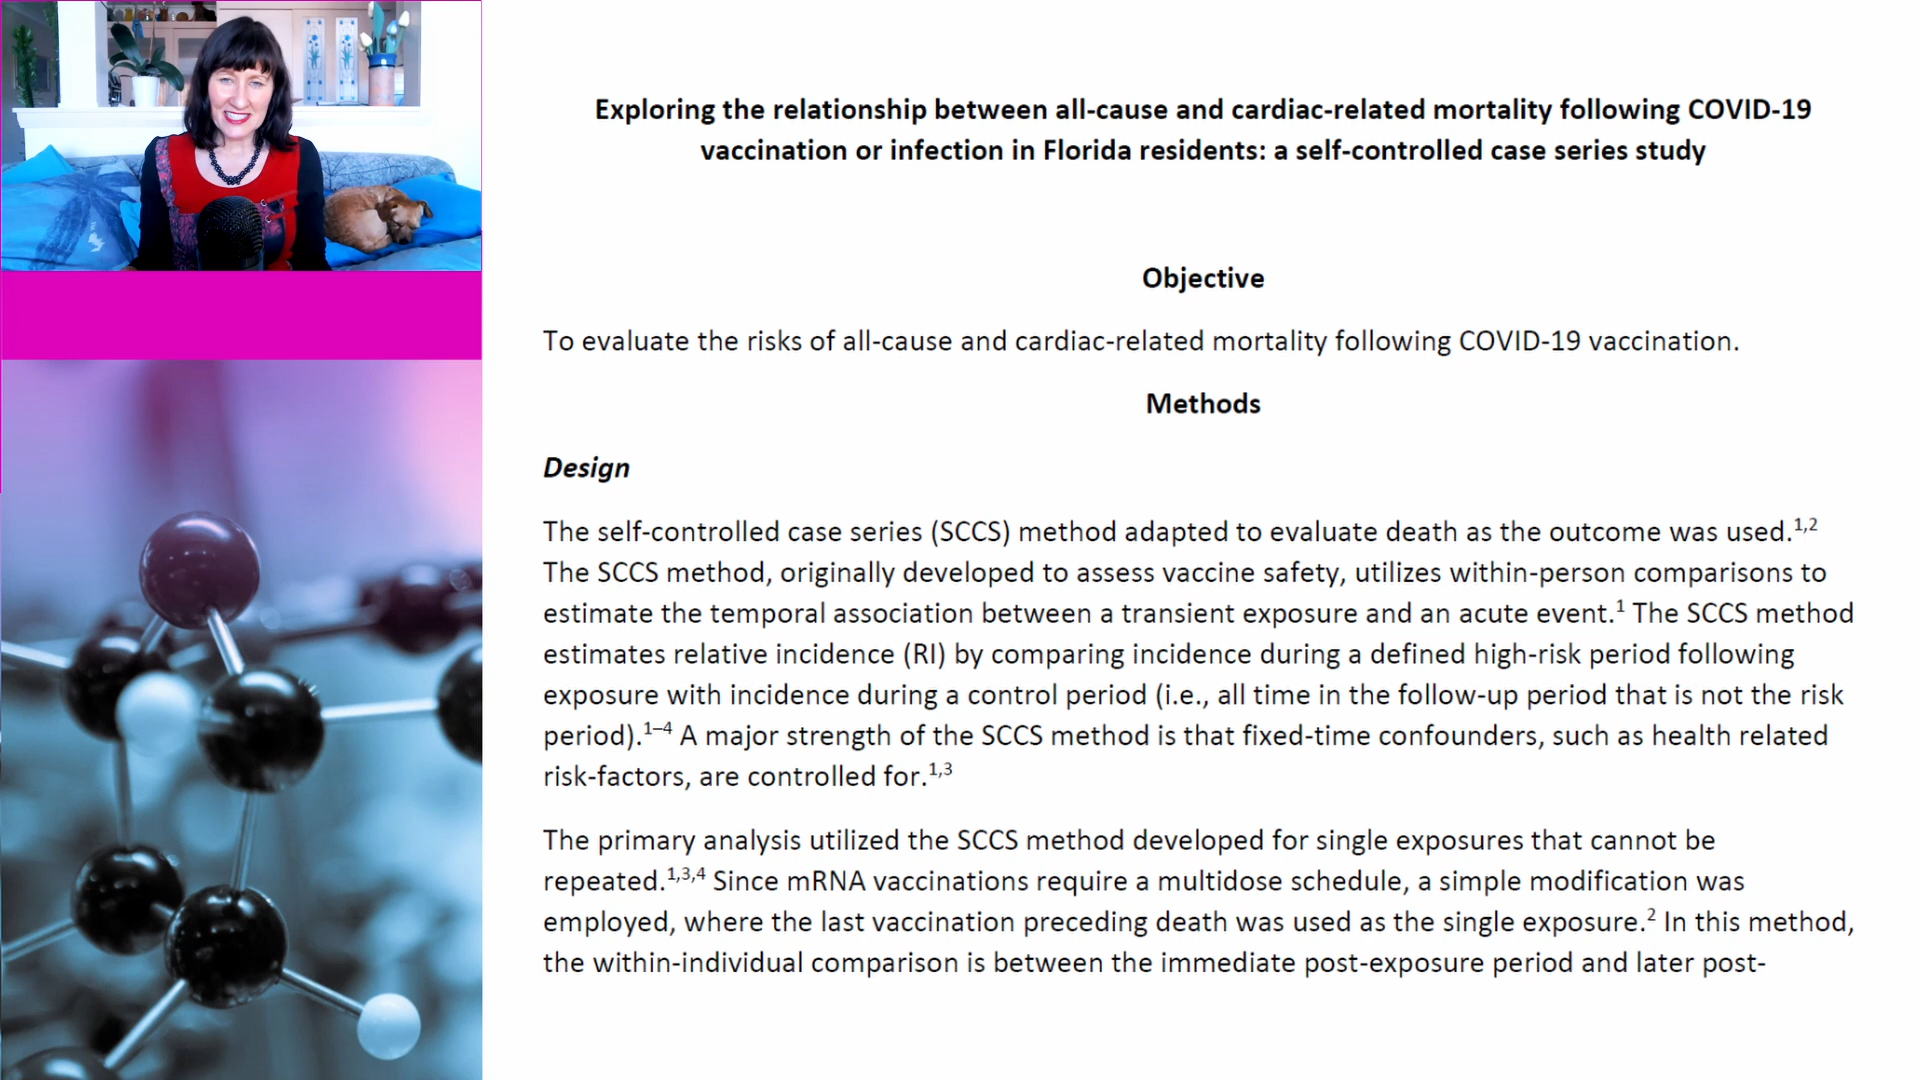 Exploring the relationship between all-cause and cardiac-related mortality following COVID-19
vaccination or infection in Florida residents: a self-controlled case series study
Objective
To evaluate the risks of all-cause and cardiac-related mortality following COVID-19 vaccination.
Methods
Design
The self-controlled case series (SCCS) method adapted to evaluate death as the outcome was used.1,2
The SCCS method, originally developed to assess vaccine safety, utilizes within-person comparisons to
estimate the temporal association between a transient exposure and an acute event.1 The SCCS method
estimates relative incidence (RI) by comparing incidence during a defined high-risk period following
exposure with incidence during a control period (i.e., all time in the follow-up period that is not the risk
period).1–4 A major strength of the SCCS method is that fixed-time confounders, such as health related
risk-factors, are controlled for.1,3
The primary analysis utilized the SCCS method developed for single exposures that cannot be
repeated.1,3,4 Since mRNA vaccinations require a multidose schedule, a simple modification was
employed, where the last vaccination preceding death was used as the single exposure.2 In this method,
the within-individual comparison is between the immediate post-exposure period and later post-